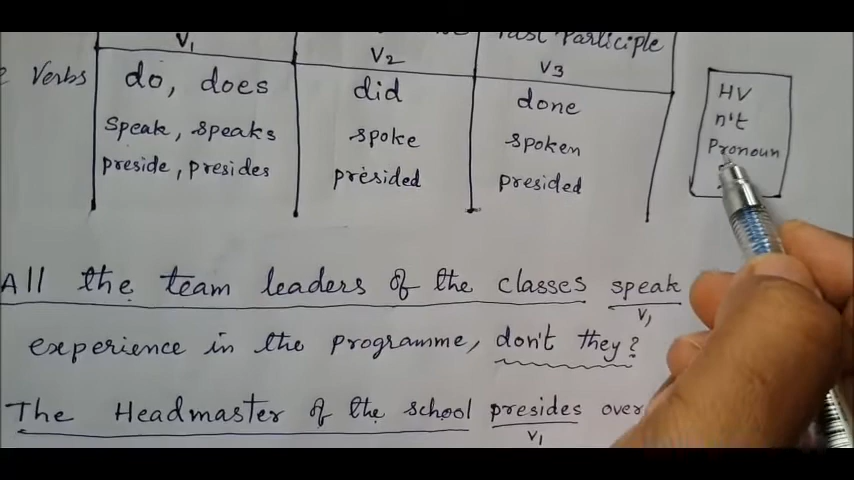 V1 V2 Past Participle V3
Verbs do, does did done
Speak, speaks spoke spoken
preside, presides presided presided
HV
n't
Pronoun
All the team leaders of the classes speak
V1
experience in the programme, don't they?
The Headmaster of the school presides over
V1